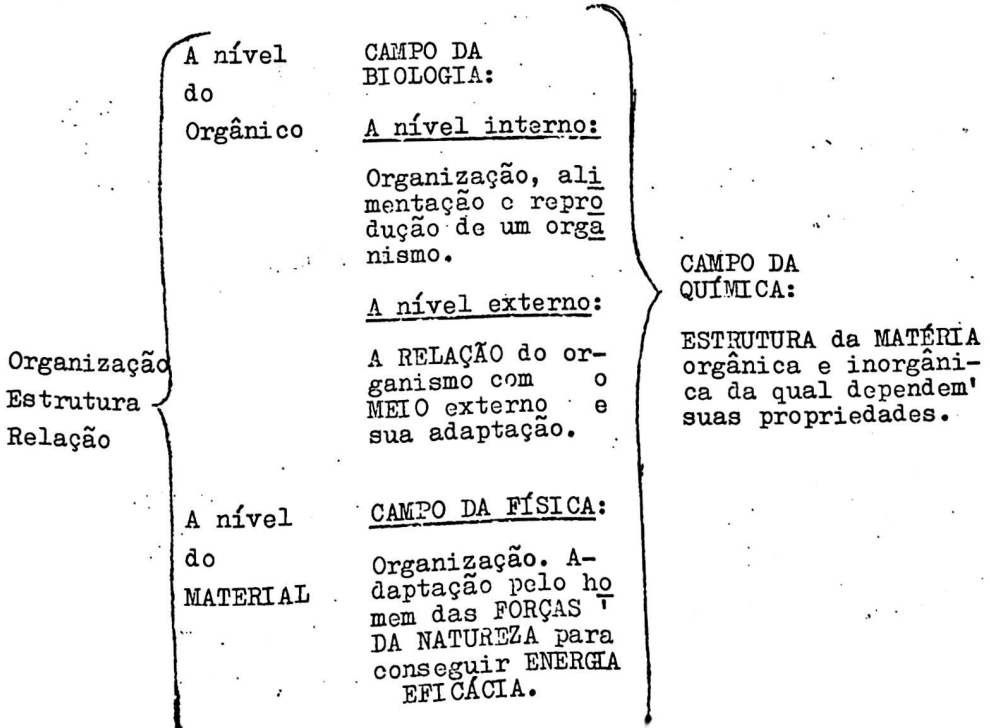 Organização
Estrutura
Relação
A nível
do
Orgânico
CAMPO DA
BIOLOGIA:
A nível interno:
Organização, ali
mentação e repro
dução de um orga
nismo.
A nível externo:
A RELAÇÃO do or-
ganismo com o
MEIO externo e
sua adaptação.
A nível
do
MATERIAL
CAMPO DA FÍSICA:
Organização. A-
daptação pelo ho
mem das FORÇAS '
DA NATUREZA para
conseguir ENERGIA
EFICÁCIA.
CAMPO DA
QUÍMICA:
ESTRUTURA da MATÉRIA
orgânica e inorgâni-
ca da qual dependem'
suas propriedades.